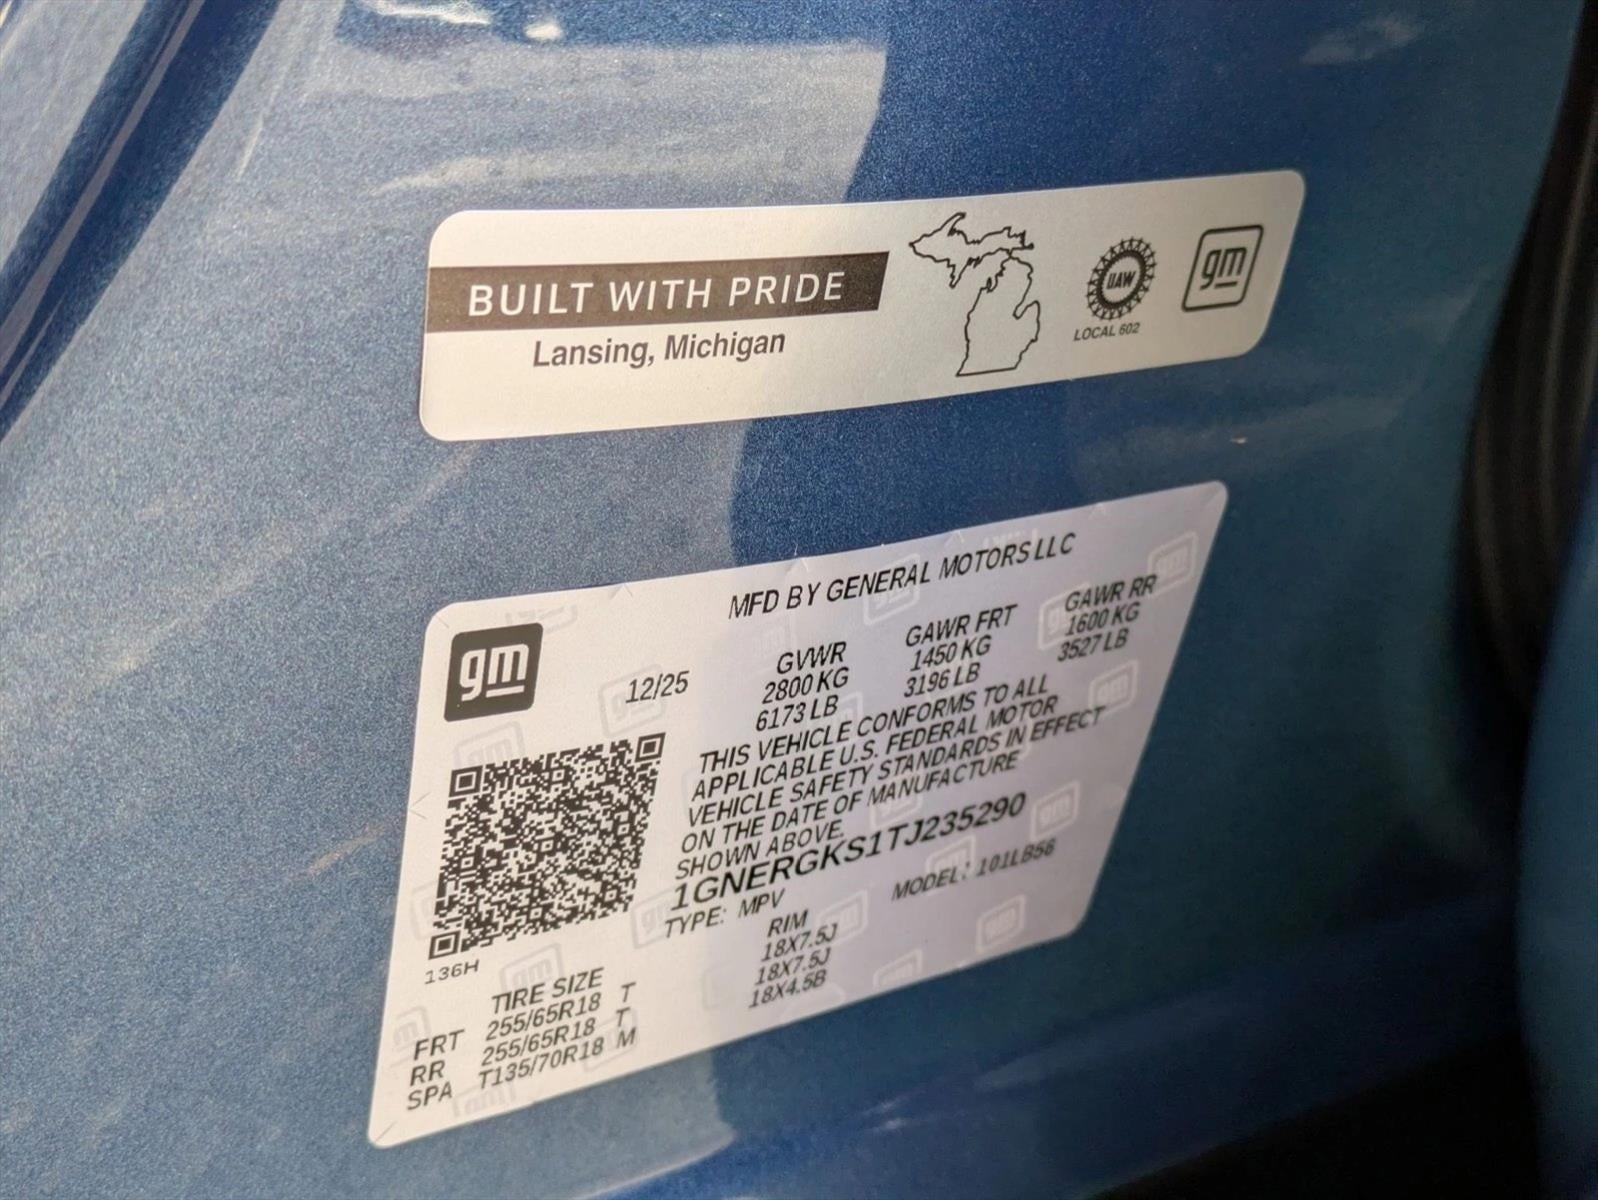 BUILT WITH PRIDE
Lansing, Michigan
UAW
LOCAL 602
gm
MFD BY GENERAL MOTORS LLC
gm
12/25
GVWR
2800 KG
6173 LB
GAWR FRT
1450 KG
3196 LB
GAWR RR
1600 KG
3527 LB
THIS VEHICLE CONFORMS TO ALL
APPLICABLE U.S. FEDERAL MOTOR
VEHICLE SAFETY STANDARDS IN EFFECT
ON THE DATE OF MANUFACTURE
SHOWN ABOVE.
1GNERGKS1TJ235290
TYPE: MPV MODEL: 101LB56
136H
TIRE SIZE RIM
FRT 255/65R18 T 18X7.5J
RR 255/65R18 T 18X7.5J
SPA T135/70R18 M 18X4.5B